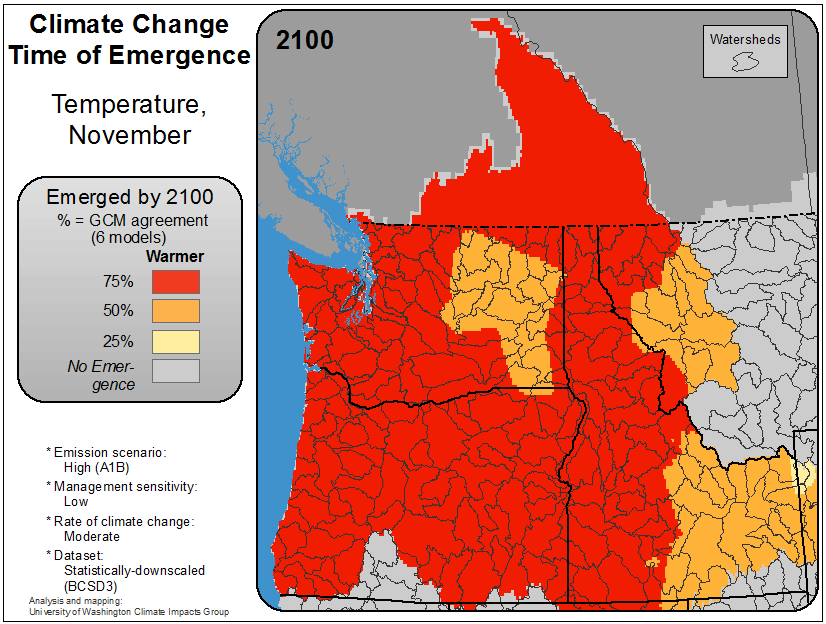 Climate Change
Time of Emergence
Temperature,
November
Emerged by 2100
% = GCM agreement
(6 models)
Warmer
75%
50%
25%
No Emer-
gence
* Emission scenario:
High (A1B)
* Management sensitivity:
Low
* Rate of climate change:
Moderate
* Dataset:
Statistically-downscaled
(BCSD3)
Analysis and mapping:
University of Washington Climate Impacts Group
2100
Watersheds